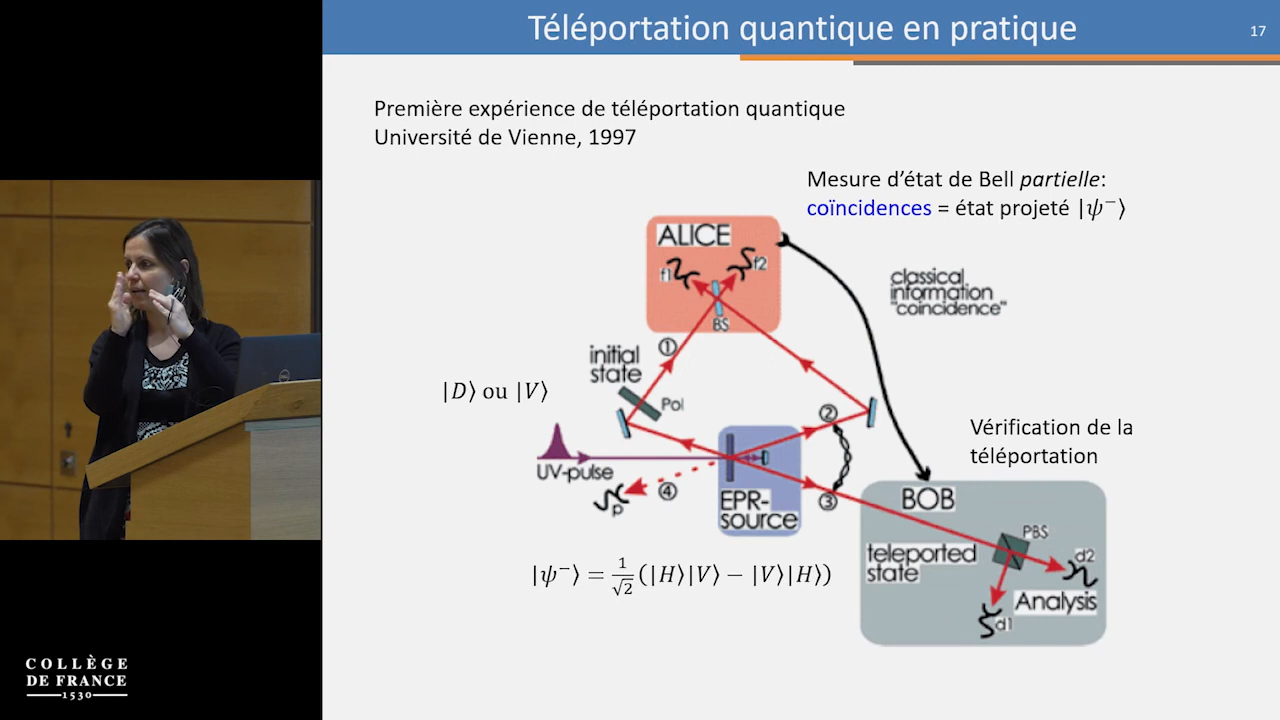 Téléportation quantique en pratique
17
Première expérience de téléportation quantique
Université de Vienne, 1997
Mesure d’état de Bell partielle:
coïncidences = état projeté |ψ⁻⟩
ALICE
f1
f2
BS
classical
information
"coincidence"
①
initial
state
Pol
|D⟩ ou |V⟩
②
Vérification de la
téléportation
UV-pulse
④
p
EPR-
source
③
BOB
PBS
teleported
state
d2
Analysis
d1
|ψ⁻⟩ = 1/√2 (|H⟩|V⟩ − |V⟩|H⟩)
COLLÈGE
DE FRANCE
1530